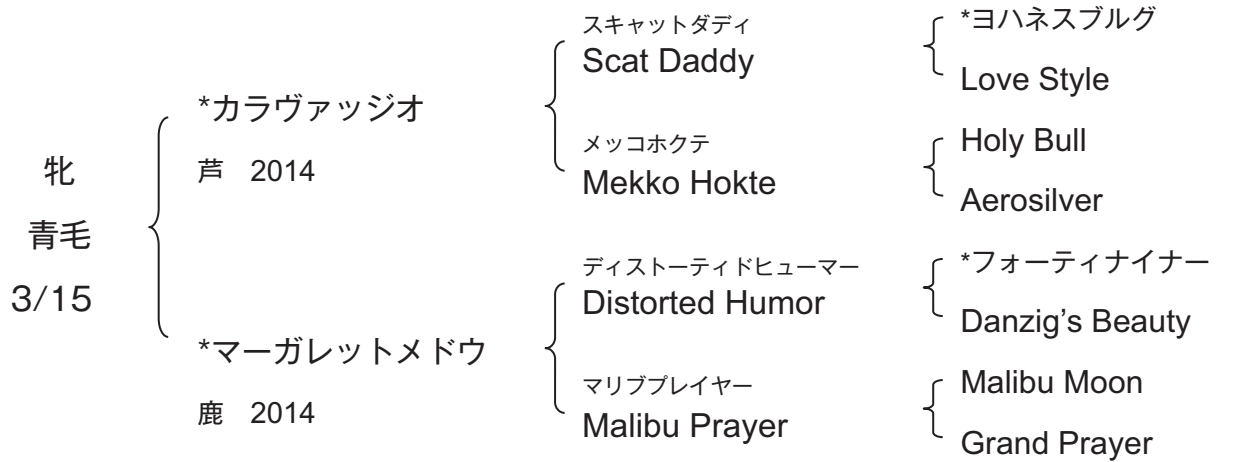 牝
青毛
3/15
*カラヴァッジオ
芦 2014
*マーガレットメドウ
鹿 2014
スキャットダディ
Scat Daddy
メッコホクテ
Mekko Hokte
ディストーティドヒューマー
Distorted Humor
マリブプレイヤー
Malibu Prayer
*ヨハネスブルグ
Love Style
Holy Bull
Aerosilver
*フォーティナイナー
Danzig’s Beauty
Malibu Moon
Grand Prayer